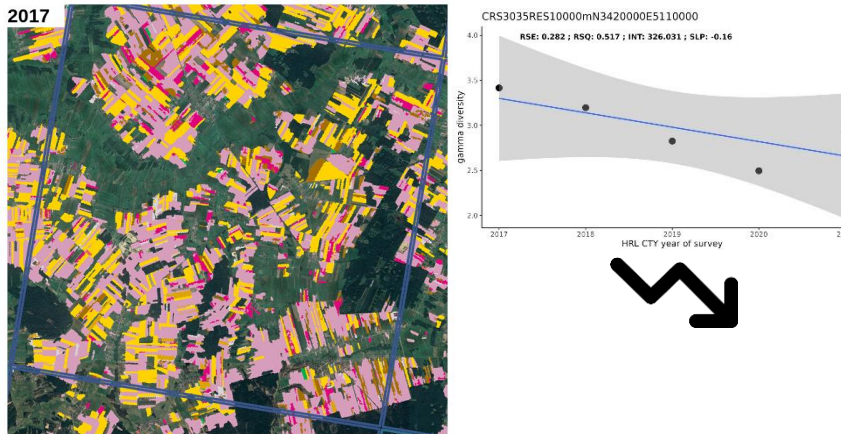 2017
CRS3035RES10000mN3420000E5110000
RSE: 0.282 ; RSQ: 0.517 ; INT: 326.031 ; SLP: -0.16
4.0
3.5
3.0
2.5
2.0
gamma diversity
2017 2018 2019 2020 2
HRL CTY year of survey